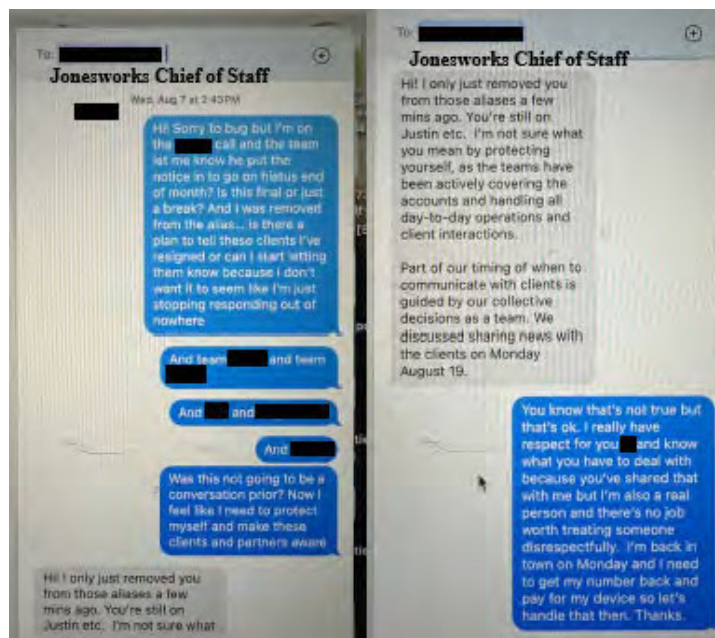 To:
Jonesworks Chief of Staff
Wed, Aug 7 at 2:43 PM
Hi! Sorry to bug but I'm on
the call and the team
let me know he put the
notice in to go on hiatus end
of month? Is this final or just
a break? And I was removed
from the alias... is there a
plan to tell these clients I've
resigned or can I start letting
them know because I don't
want it to seem like I'm just
stopping responding out of
nowhere
And team and team
And and
And
Was this not going to be a
conversation prior? Now I
feel like I need to protect
myself and make these
clients and partners aware
Hi! I only just removed you
from those aliases a few
mins ago. You're still on
Justin etc. I'm not sure what
To:
Jonesworks Chief of Staff
Hi! I only just removed you
from those aliases a few
mins ago. You're still on
Justin etc. I'm not sure what
you mean by protecting
yourself, as the teams have
been actively covering the
accounts and handling all
day-to-day operations and
client interactions.
Part of our timing of when to
communicate with clients is
guided by our collective
decisions as a team. We
discussed sharing news with
the clients on Monday
August 19.
You know that's not true but
that's ok. I really have
respect for you and know
what you have to deal with
because you've shared that
with me but I'm also a real
person and there's no job
worth treating someone
disrespectfully. I'm back in
town on Monday and I need
to get my number back and
pay for my device so let's
handle that then. Thanks.